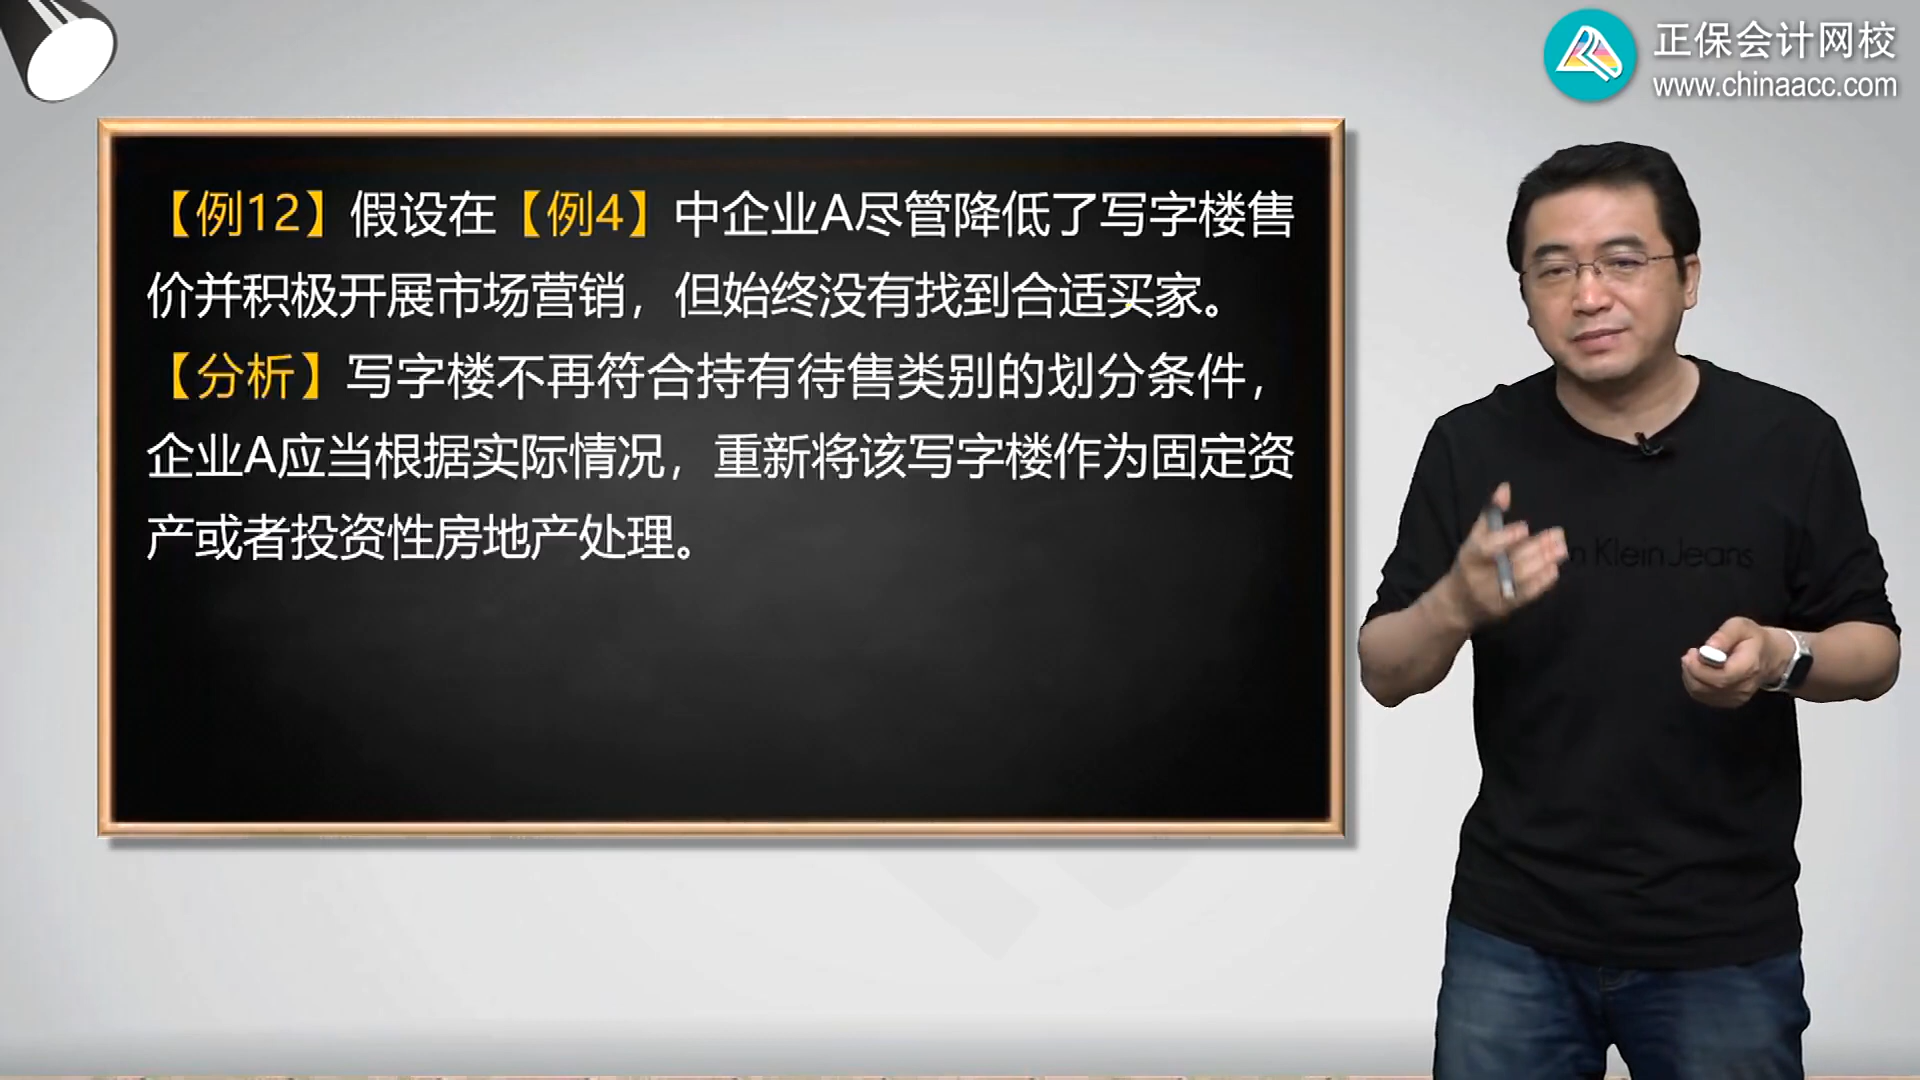 正保会计网校
www.chinaacc.com
【例12】假设在【例4】中企业A尽管降低了写字楼售
价并积极开展市场营销，但始终没有找到合适买家。
【分析】写字楼不再符合持有待售类别的划分条件，
企业A应当根据实际情况，重新将该写字楼作为固定资
产或者投资性房地产处理。
n Klein Jeans